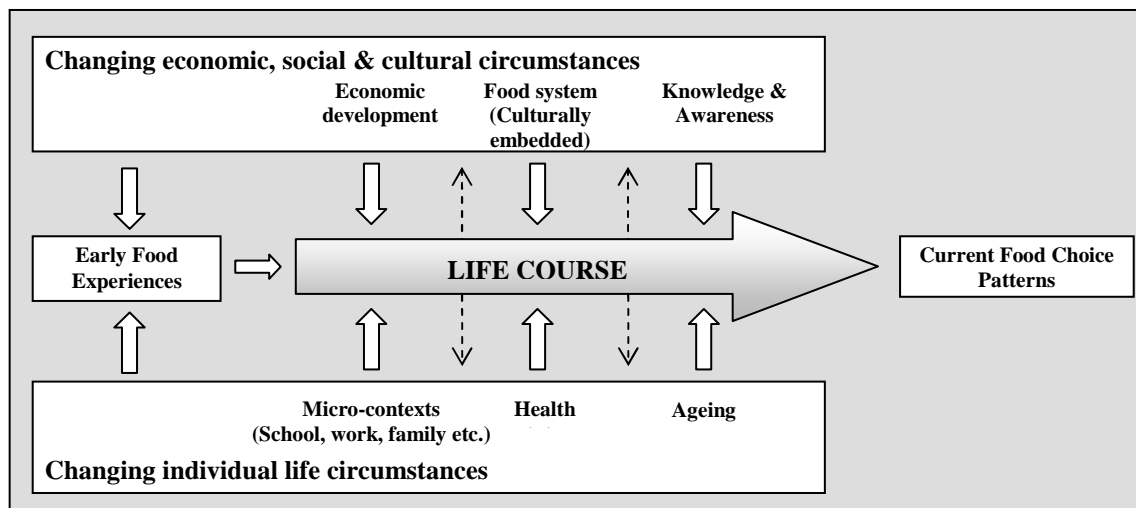 Changing economic, social & cultural circumstances
Economic
development
Food system
(Culturally
embedded)
Knowledge &
Awareness
Early Food
Experiences
LIFE COURSE
Current Food Choice
Patterns
Micro-contexts
(School, work, family etc.)
Health
Ageing
Changing individual life circumstances